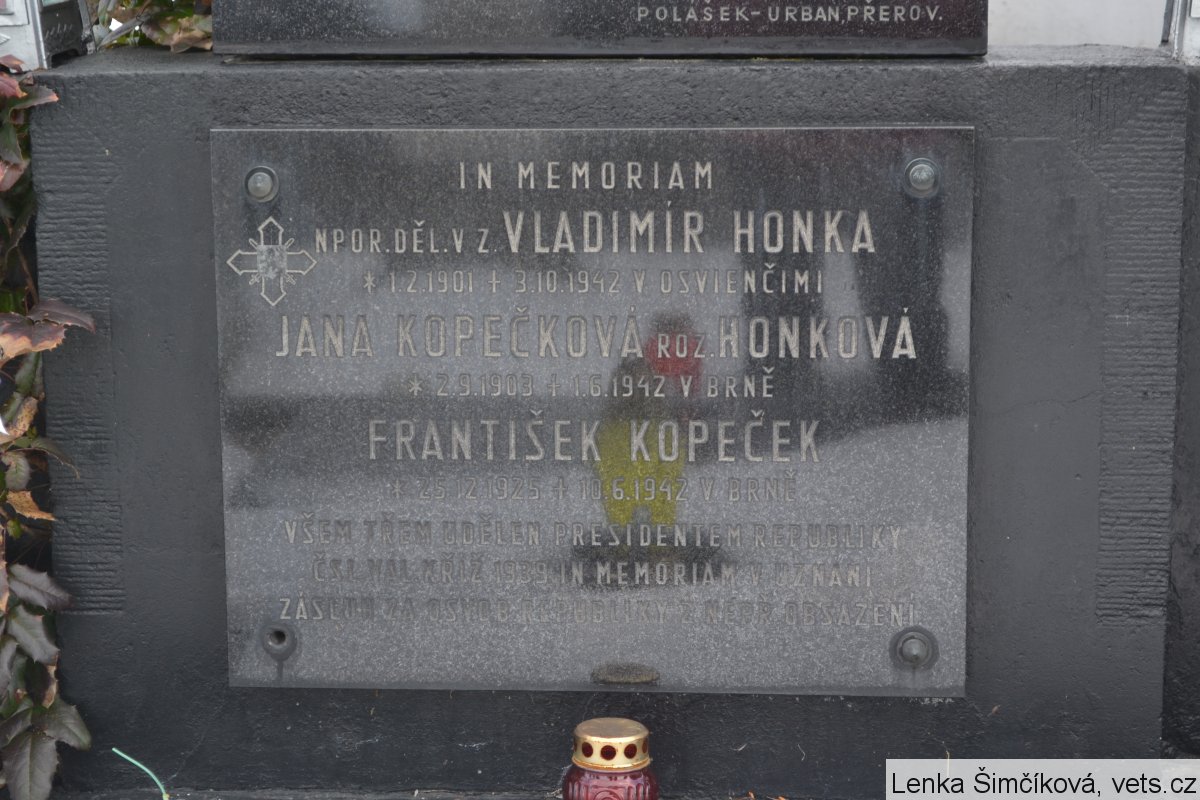 POLÁŠEK-URBAN, PŘEROV.
IN MEMORIAM
NPOR. DĚL. V Z. VLADIMÍR HONKA
* 1.2.1901 + 3.10.1942 V OSVIENČIMI
JANA KOPEČKOVÁ ROZ. HONKOVÁ
* 2.9.1903 + 1.6.1942 V BRNĚ
FRANTIŠEK KOPEČEK
* 25.12.1925 + 10.6.1942 V BRNĚ
VŠEM TŘEM UDĚLEN PRESIDENTEM REPUBLIKY
ČSL. VÁL. KŘÍŽ 1939 IN MEMORIAM V UZNÁNÍ
ZÁSLUH ZA OSVOB. REPUBLIKY Z NEPŘ. OBSAZENÍ
Lenka Šimčíková, vets.cz